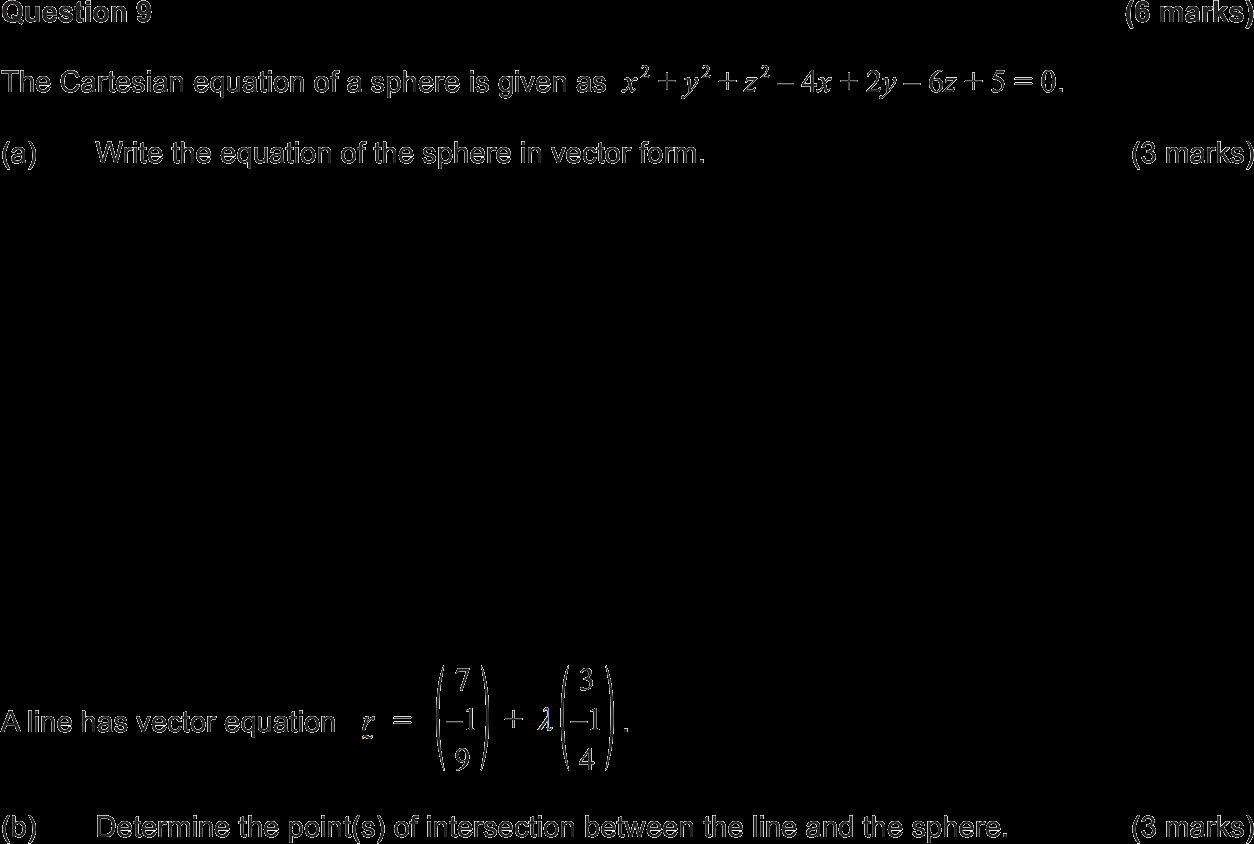 Question 9 (6 marks)
The Cartesian equation of a sphere is given as x² + y² + z² – 4x + 2y – 6z + 5 = 0.
(a) Write the equation of the sphere in vector form. (3 marks)
A line has vector equation r = (7 –1 9) + λ(3 –1 4).
(b) Determine the point(s) of intersection between the line and the sphere. (3 marks)